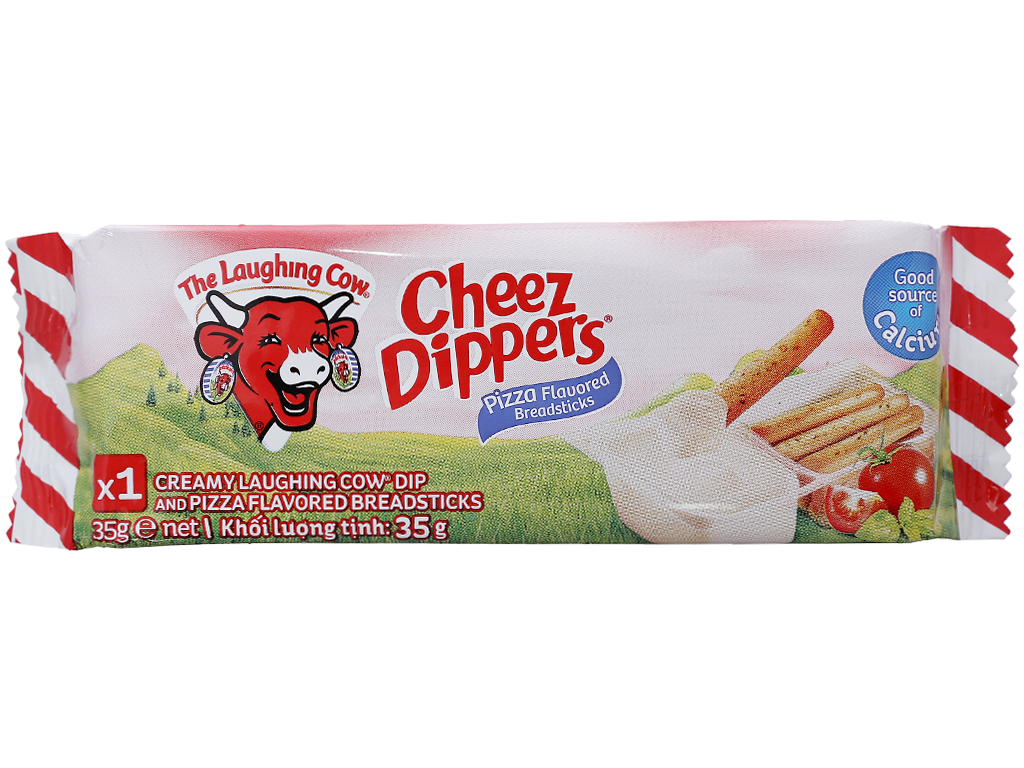 The Laughing Cow®
Cheez
Dippers®
Pizza Flavored
Breadsticks
Good
source
of
Calcium
x1
CREAMY LAUGHING COW® DIP
AND PIZZA FLAVORED BREADSTICKS
35g e net \ Khối lượng tịnh: 35 g